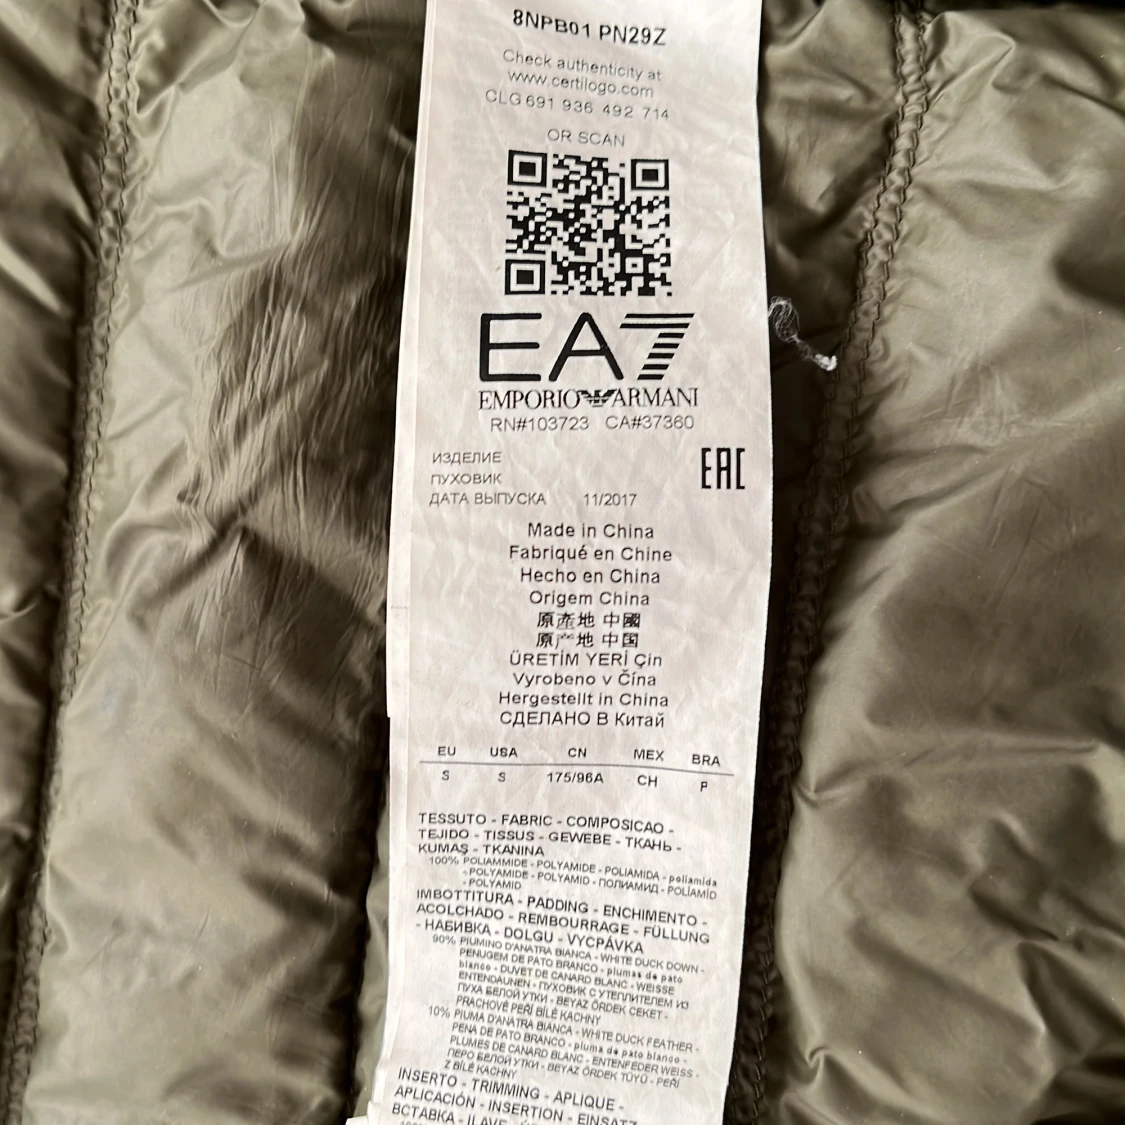 8NPB01 PN29Z
Check authenticity at
www.certilogo.com
CLG 691 936 492 714
OR SCAN
EA7
EMPORIO ARMANI
RN#103723 CA#37360
ИЗДЕЛИЕ
ПУХОВИК
ДАТА ВЫПУСКА 11/2017
EAC
Made in China
Fabriqué en Chine
Hecho en China
Origem China
原產地 中國
原产地 中国
ÜRETİM YERİ Çin
Vyrobeno v Čína
Hergestellt in China
СДЕЛАНО В Китай
EU USA CN MEX BRA
S S 175/96A CH P
TESSUTO - FABRIC - COMPOSICAO -
TEJIDO - TISSUS - GEWEBE - ТКАНЬ -
KUMAŞ - TKANINA
100% POLIAMMIDE - POLYAMIDE - POLIAMIDA - poliamida
- POLYAMIDE - POLYAMID - ПОЛИАМИД - POLİAMİD
- POLYAMID
IMBOTTITURA - PADDING - ENCHIMENTO -
ACOLCHADO - REMBOURRAGE - FÜLLUNG
- НАБИВКА - DOLGU - VYCPÁVKA
90% PIUMINO D'ANATRA BIANCA - WHITE DUCK DOWN -
PENUGEM DE PATO BRANCO - plumas de pato
blanco - DUVET DE CANARD BLANC - WEISSE
ENTENDAUNEN - ПУХОВИК С УТЕПЛИТЕЛЕМ ИЗ
ПУХА БЕЛОЙ УТКИ - BEYAZ ÖRDEK CEKET -
PRACHOVÉ PEŘÍ BÍLÉ KACHNY
10% PIUMA D'ANATRA BIANCA - WHITE DUCK FEATHER -
PENA DE PATO BRANCO - pluma de pato blanco -
PLUMES DE CANARD BLANC - ENTENFEDER WEISS -
ПЕРО БЕЛОЙ УТКИ - BEYAZ ÖRDEK TÜYÜ - PEŘÍ
Z BÍLÉ KACHNY
INSERTO - TRIMMING - APLIQUE -
APLICACIÓN - INSERTION - EINSATZ
ВСТАВКА - İLAVE -